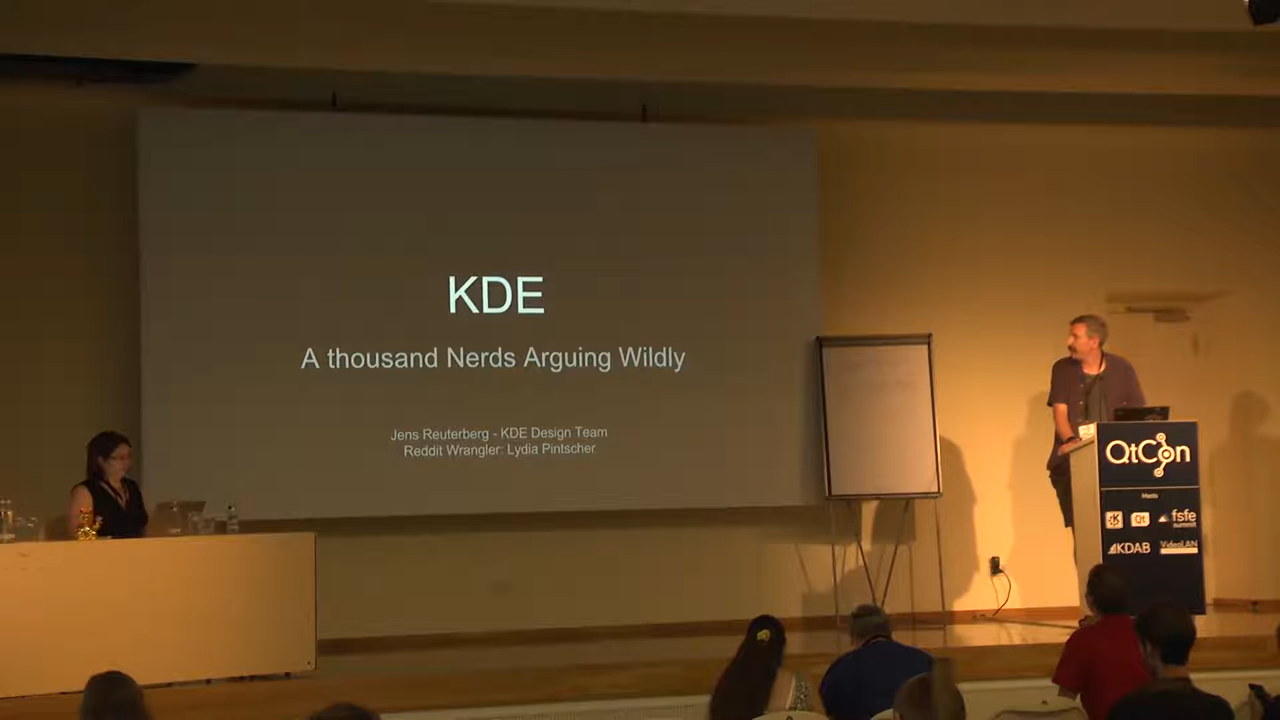 KDE
A thousand Nerds Arguing Wildly
Jens Reuterberg - KDE Design Team
Reddit Wrangler: Lydia Pintscher
QtCon
Hosts
Qt
fsfe
summit
KDAB
VideoLAN